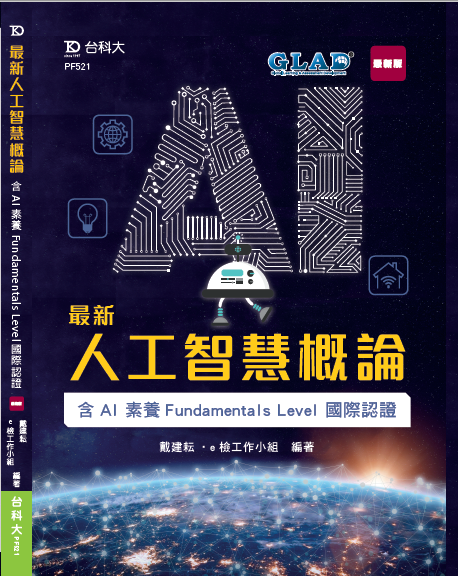 最新人工智慧概論
含 AI 素養 Fundamentals Level 國際認證
戴建耘
e 檢工作小組 編著
台科大
PF521
台科大
since 1997
PF521
GLAD
最新版
AI
最新
人工智慧概論
含 AI 素養 Fundamentals Level 國際認證
戴建耘・e 檢工作小組 編著